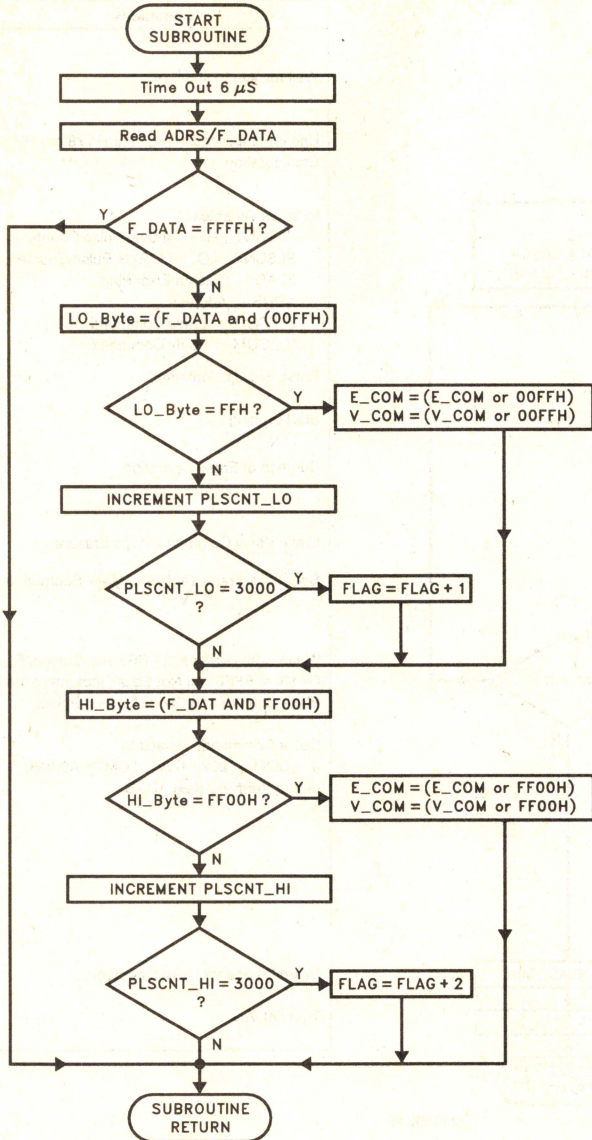 START
SUBROUTINE
Time Out 6 µS
Read ADRS/F_DATA
Y
F_DATA = FFFFH ?
N
LO_Byte = (F_DATA and (00FFH)
LO_Byte = FFH ?
Y
E_COM = (E_COM or 00FFH)
V_COM = (V_COM or 00FFH)
N
INCREMENT PLSCNT_LO
PLSCNT_LO = 3000
?
Y
FLAG = FLAG + 1
N
HI_Byte = (F_DAT AND FF00H)
HI_Byte = FF00H ?
Y
E_COM = (E_COM or FF00H)
V_COM = (V_COM or FF00H)
N
INCREMENT PLSCNT_HI
PLSCNT_HI = 3000
?
Y
FLAG = FLAG + 2
N
SUBROUTINE
RETURN